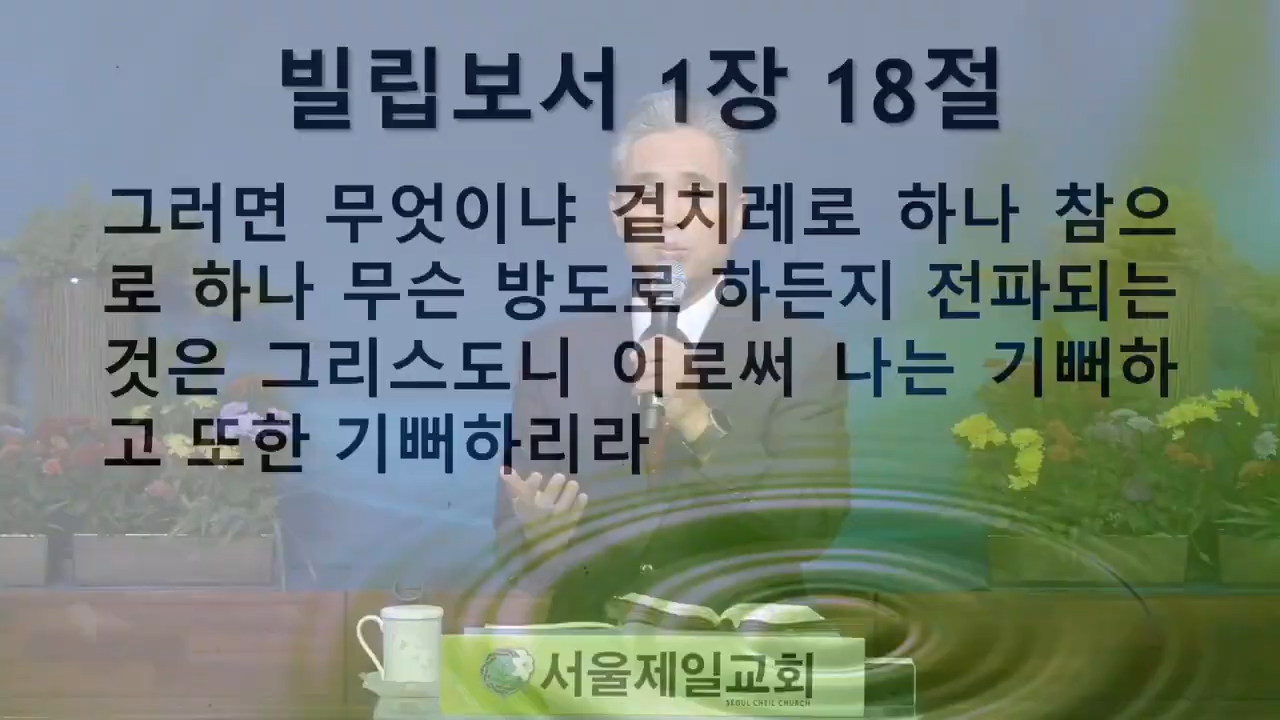 빌립보서 1장 18절
그러면 무엇이냐 겉치레로 하나 참으
로 하나 무슨 방도로 하든지 전파되는
것은 그리스도니 이로써 나는 기뻐하
고 또한 기뻐하리라
서울제일교회
SEOUL CHEIL CHURCH